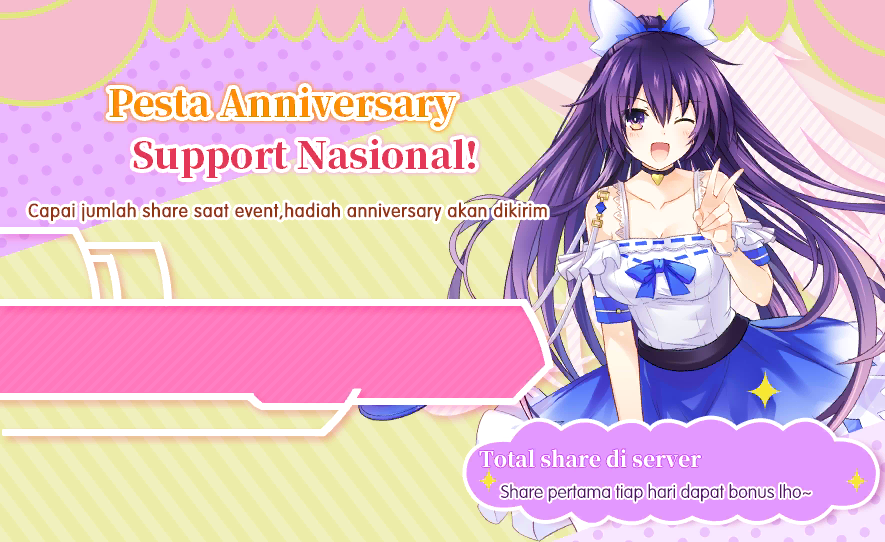 Pesta Anniversary
Support Nasional!
Capai jumlah share saat event,hadiah anniversary akan dikirim
Total share di server
Share pertama tiap hari dapat bonus lho~